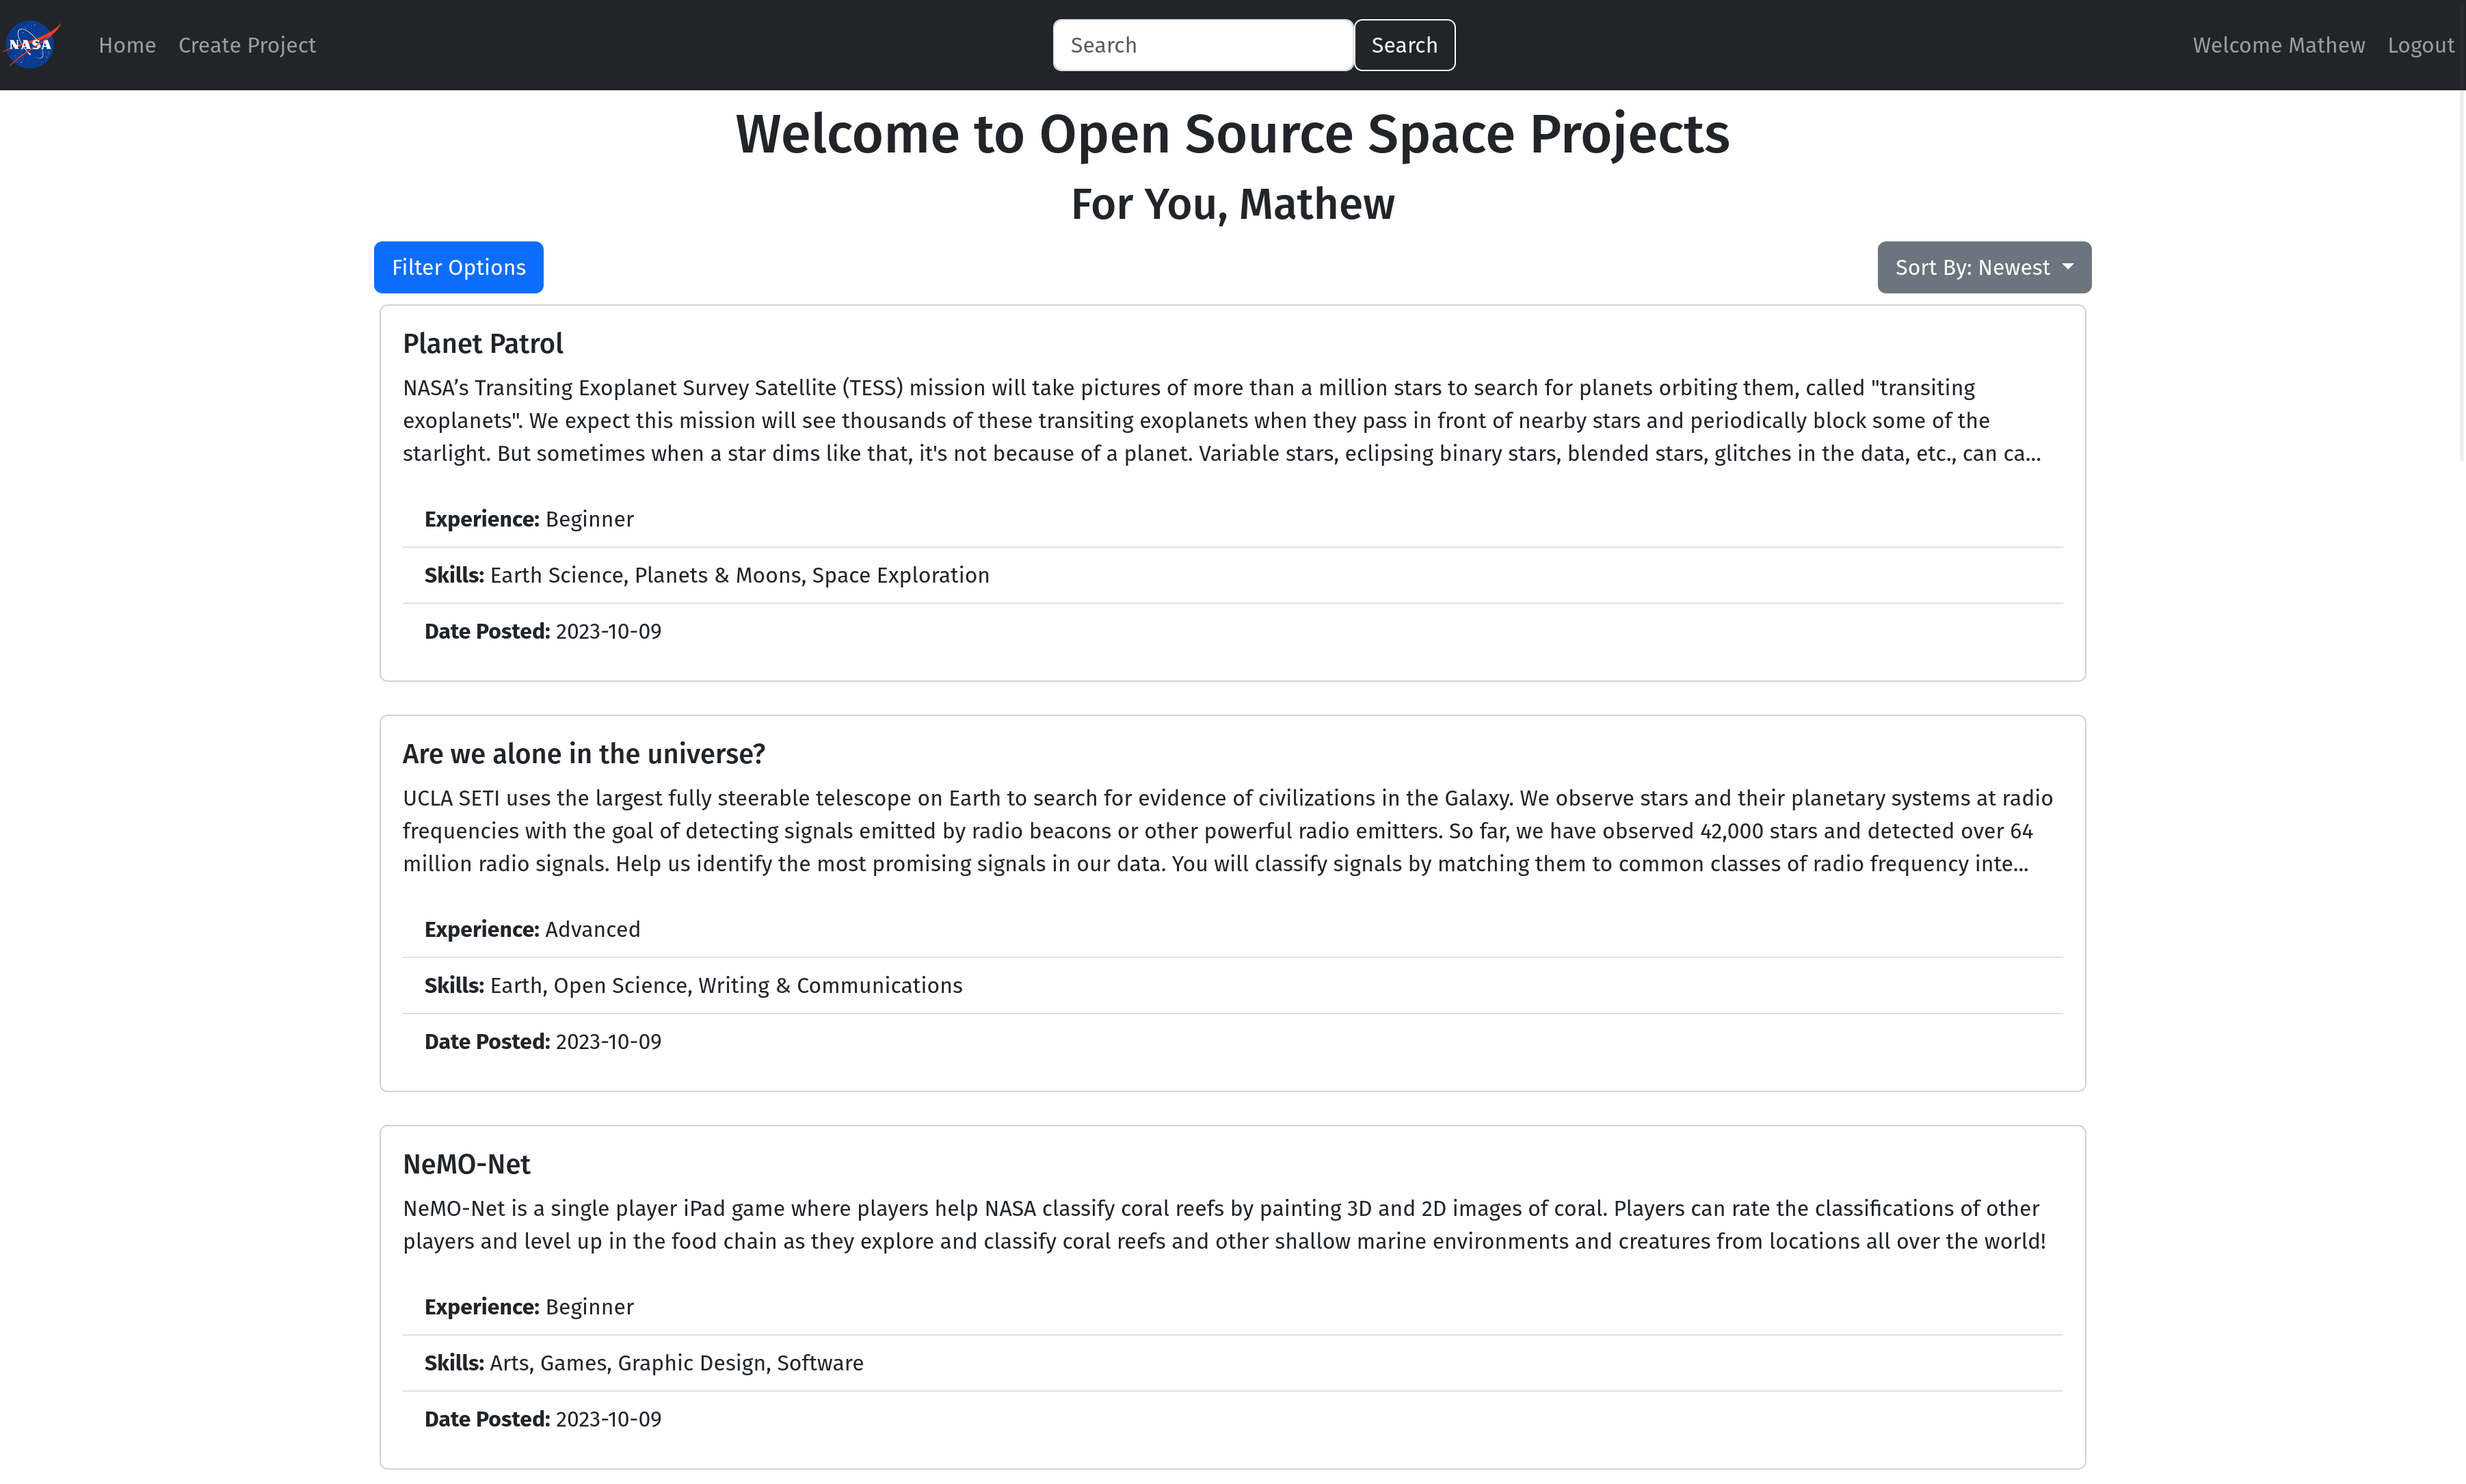 NASA Home Create Project Search Search Welcome Mathew Logout
Welcome to Open Source Space Projects
For You, Mathew
Filter Options Sort By: Newest
Planet Patrol
NASA’s Transiting Exoplanet Survey Satellite (TESS) mission will take pictures of more than a million stars to search for planets orbiting them, called "transiting
exoplanets". We expect this mission will see thousands of these transiting exoplanets when they pass in front of nearby stars and periodically block some of the
starlight. But sometimes when a star dims like that, it's not because of a planet. Variable stars, eclipsing binary stars, blended stars, glitches in the data, etc., can ca...
Experience: Beginner
Skills: Earth Science, Planets & Moons, Space Exploration
Date Posted: 2023-10-09
Are we alone in the universe?
UCLA SETI uses the largest fully steerable telescope on Earth to search for evidence of civilizations in the Galaxy. We observe stars and their planetary systems at radio
frequencies with the goal of detecting signals emitted by radio beacons or other powerful radio emitters. So far, we have observed 42,000 stars and detected over 64
million radio signals. Help us identify the most promising signals in our data. You will classify signals by matching them to common classes of radio frequency inte...
Experience: Advanced
Skills: Earth, Open Science, Writing & Communications
Date Posted: 2023-10-09
NeMO-Net
NeMO-Net is a single player iPad game where players help NASA classify coral reefs by painting 3D and 2D images of coral. Players can rate the classifications of other
players and level up in the food chain as they explore and classify coral reefs and other shallow marine environments and creatures from locations all over the world!
Experience: Beginner
Skills: Arts, Games, Graphic Design, Software
Date Posted: 2023-10-09